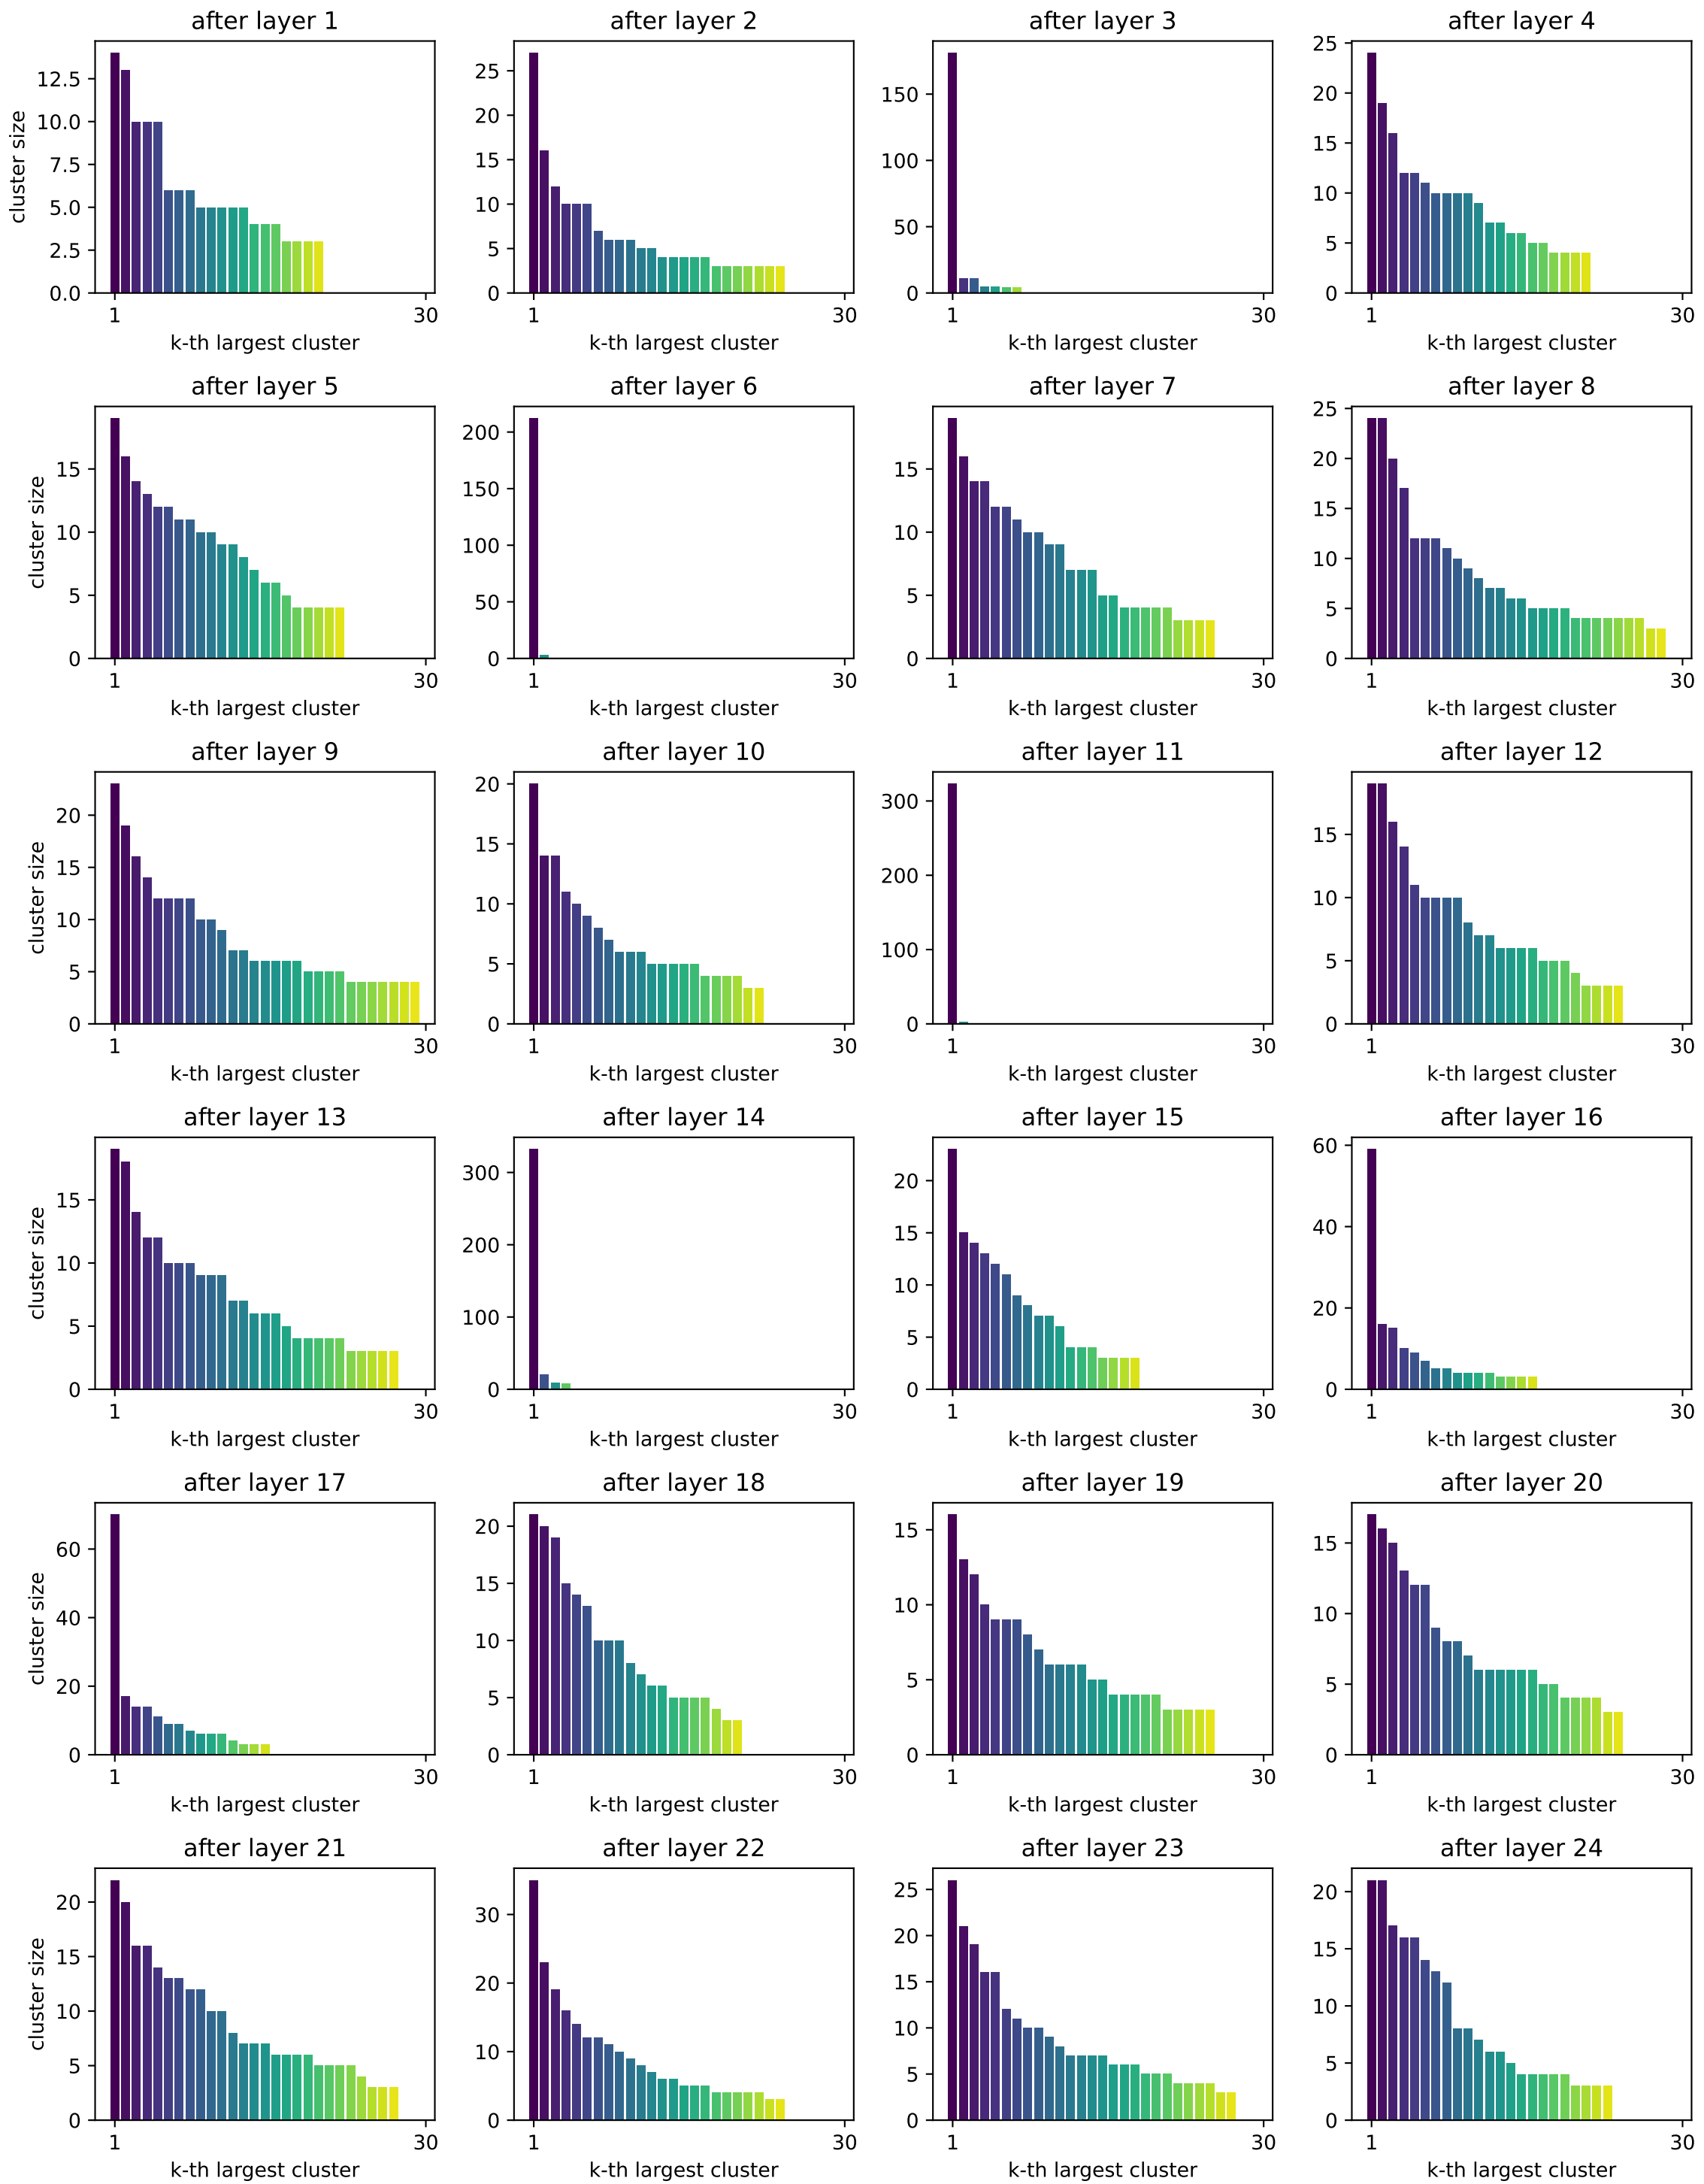 after layer 1
after layer 2
after layer 3
after layer 4
12.5
10.0
7.5
5.0
2.5
0.0
cluster size
1
30
k-th largest cluster
25
20
15
10
5
0
1
30
k-th largest cluster
150
100
50
0
1
30
k-th largest cluster
25
20
15
10
5
0
1
30
k-th largest cluster
after layer 5
after layer 6
after layer 7
after layer 8
15
10
5
0
cluster size
1
30
k-th largest cluster
200
150
100
50
0
1
30
k-th largest cluster
15
10
5
0
1
30
k-th largest cluster
25
20
15
10
5
0
1
30
k-th largest cluster
after layer 9
after layer 10
after layer 11
after layer 12
20
15
10
5
0
cluster size
1
30
k-th largest cluster
20
15
10
5
0
1
30
k-th largest cluster
300
200
100
0
1
30
k-th largest cluster
15
10
5
0
1
30
k-th largest cluster
after layer 13
after layer 14
after layer 15
after layer 16
15
10
5
0
cluster size
1
30
k-th largest cluster
300
200
100
0
1
30
k-th largest cluster
20
15
10
5
0
1
30
k-th largest cluster
60
40
20
0
1
30
k-th largest cluster
after layer 17
after layer 18
after layer 19
after layer 20
60
40
20
0
cluster size
1
30
k-th largest cluster
20
15
10
5
0
1
30
k-th largest cluster
15
10
5
0
1
30
k-th largest cluster
15
10
5
0
1
30
k-th largest cluster
after layer 21
after layer 22
after layer 23
after layer 24
20
15
10
5
0
cluster size
1
30
k-th largest cluster
30
20
10
0
1
30
k-th largest cluster
25
20
15
10
5
0
1
30
k-th largest cluster
20
15
10
5
0
1
30
k-th largest cluster